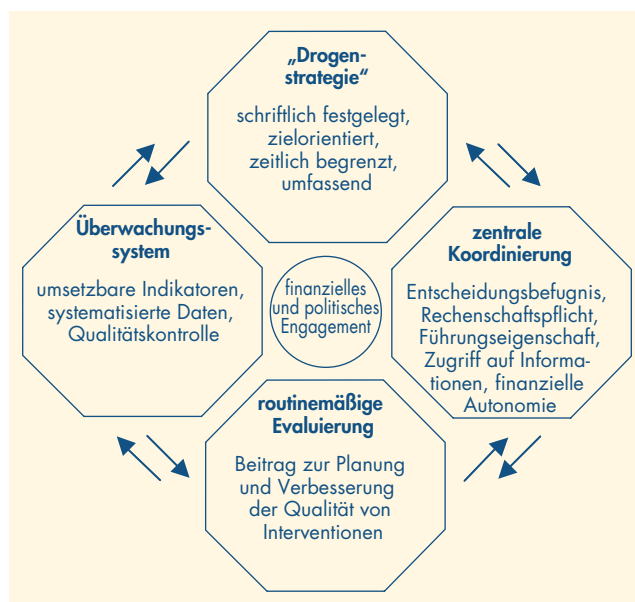 „Drogen-
strategie“
schriftlich festgelegt,
zielorientiert,
zeitlich begrenzt,
umfassend
Überwachungs-
system
umsetzbare Indikatoren,
systematisierte Daten,
Qualitätskontrolle
finanzielles
und politisches
Engagement
zentrale
Koordinierung
Entscheidungsbefugnis,
Rechenschaftspflicht,
Führungseigenschaft,
Zugriff auf Informa-
tionen, finanzielle
Autonomie
routinemäßige
Evaluierung
Beitrag zur Planung
und Verbesserung
der Qualität von
Interventionen